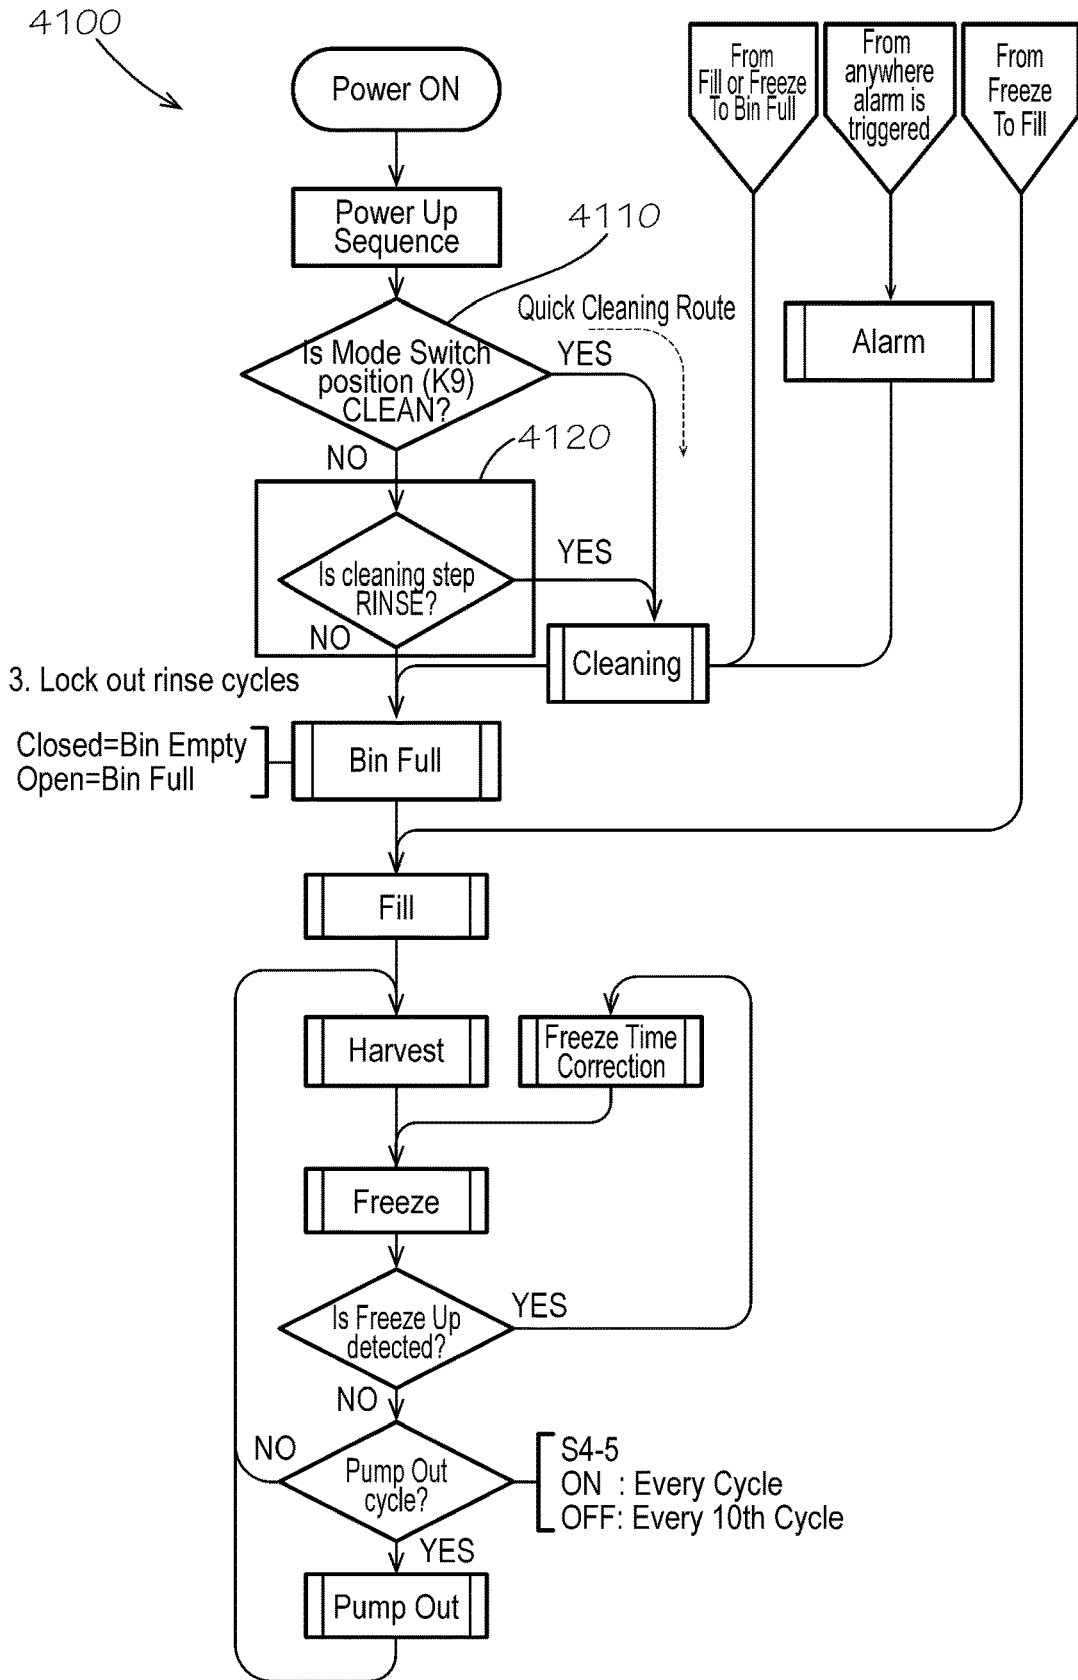 4100
Power ON
From
Fill or Freeze
To Bin Full
From
anywhere
alarm is
triggered
From
Freeze
To Fill
Power Up
Sequence
4110
Quick Cleaning Route
Alarm
Is Mode Switch
position (K9)
CLEAN?
YES
NO
4120
Is cleaning step
RINSE?
YES
NO
Cleaning
3. Lock out rinse cycles
Closed=Bin Empty
Open=Bin Full
Bin Full
Fill
Harvest
Freeze Time
Correction
Freeze
Is Freeze Up
detected?
YES
NO
NO
Pump Out
cycle?
S4-5
ON : Every Cycle
OFF: Every 10th Cycle
YES
Pump Out